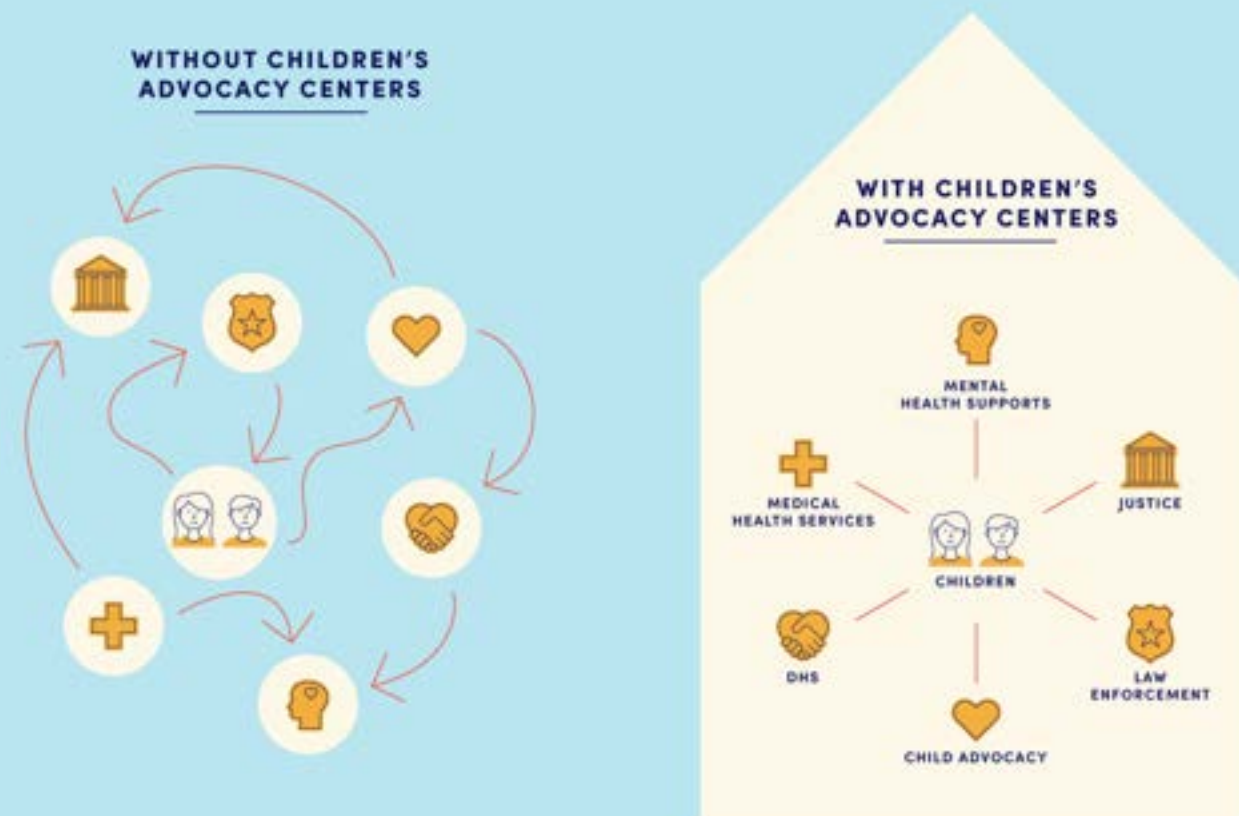 WITHOUT CHILDREN'S
ADVOCACY CENTERS
WITH CHILDREN'S
ADVOCACY CENTERS
MENTAL
HEALTH SUPPORTS
MEDICAL
HEALTH SERVICES
JUSTICE
CHILDREN
DHS
LAW
ENFORCEMENT
CHILD ADVOCACY